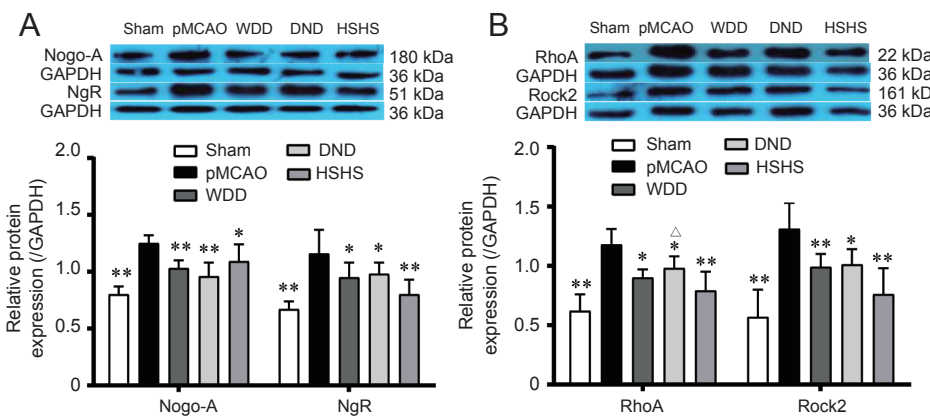 A
Sham pMCAO WDD DND HSHS
Nogo-A 180 kDa
GAPDH 36 kDa
NgR 51 kDa
GAPDH 36 kDa
Relative protein
expression (/GAPDH)
2.0
1.5
1.0
0.5
0
Sham DND
pMCAO HSHS
WDD
** ** ** * ** * * **
Nogo-A NgR
B
Sham pMCAO WDD DND HSHS
RhoA 22 kDa
GAPDH 36 kDa
Rock2 161 kDa
GAPDH 36 kDa
Relative protein
expression (/GAPDH)
2.0
1.5
1.0
0.5
0
Sham DND
pMCAO HSHS
WDD
△
** * * ** ** ** * **
RhoA Rock2